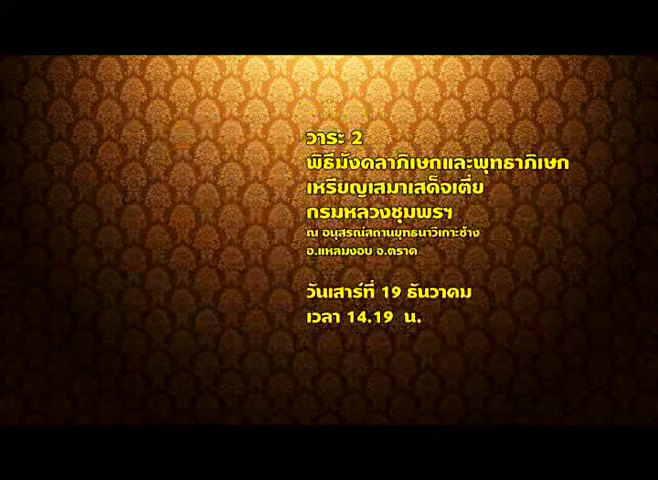 วาระ 2
พิธีมังคลาภิเษกและพุทธาภิเษก
เหรียญเสมาเสด็จเตี่ย
กรมหลวงชุมพรฯ
ณ อนุสรณ์สถานยุทธนาวีเกาะช้าง
อ.แหลมงอบ จ.ตราด
วันเสาร์ที่ 19 ธันวาคม
เวลา 14.19 น.